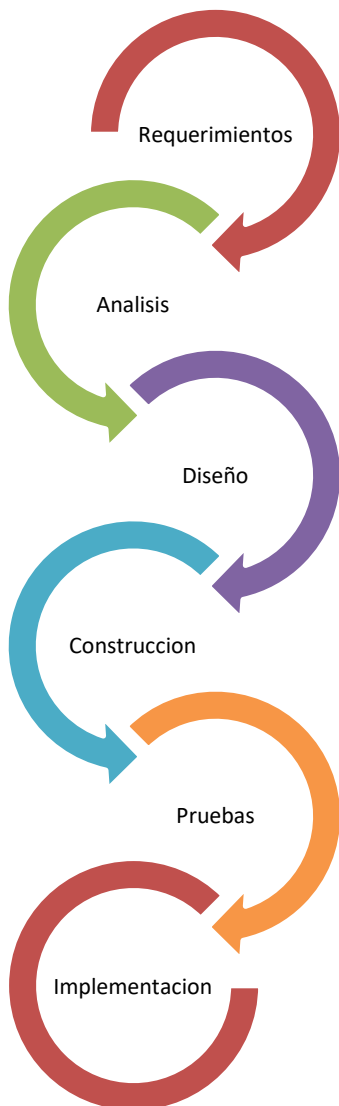 Requerimientos
Analisis
Diseño
Construccion
Pruebas
Implementacion